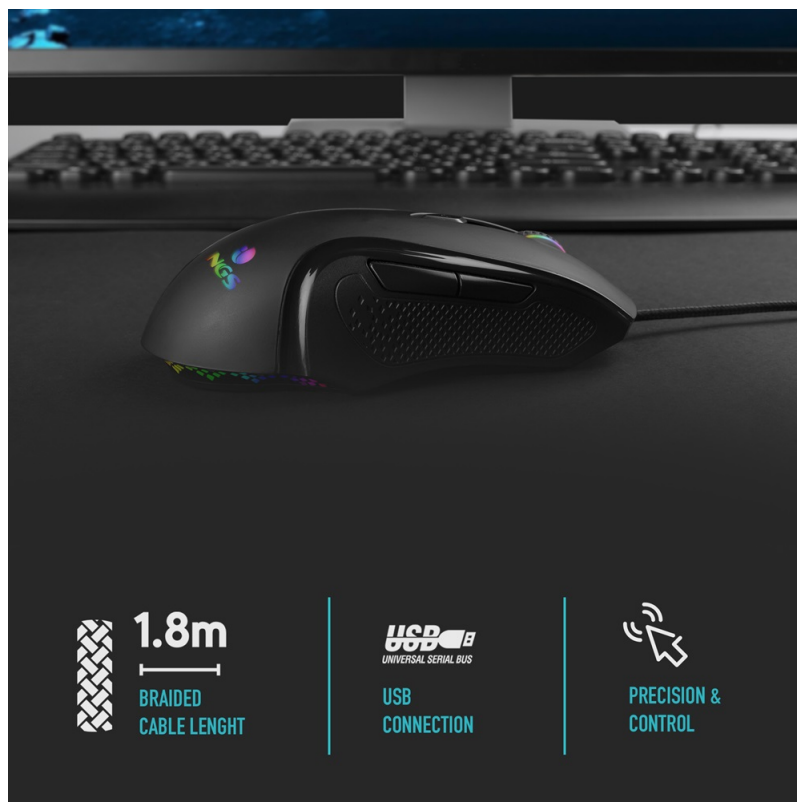 NGS
1.8m
BRAIDED
CABLE LENGHT
USB
UNIVERSAL SERIAL BUS
USB
CONNECTION
PRECISION &
CONTROL